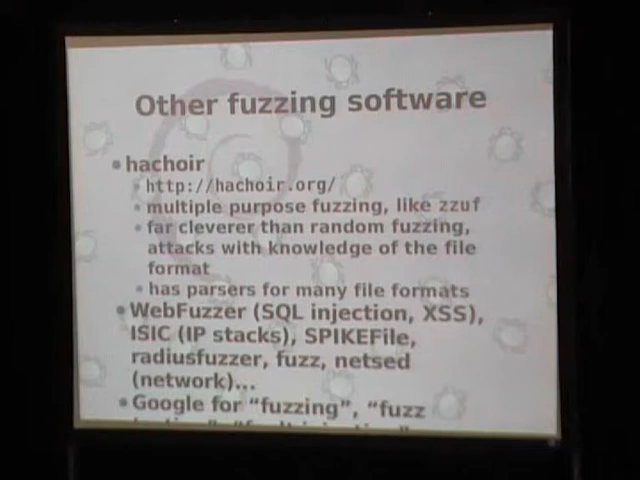 Other fuzzing software
hachoir
http://hachoir.org/
multiple purpose fuzzing, like zzuf
far cleverer than random fuzzing,
attacks with knowledge of the file
format
has parsers for many file formats
WebFuzzer (SQL injection, XSS),
ISIC (IP stacks), SPIKEFile,
radiusfuzzer, fuzz, netsed
(network)...
Google for “fuzzing”, “fuzz